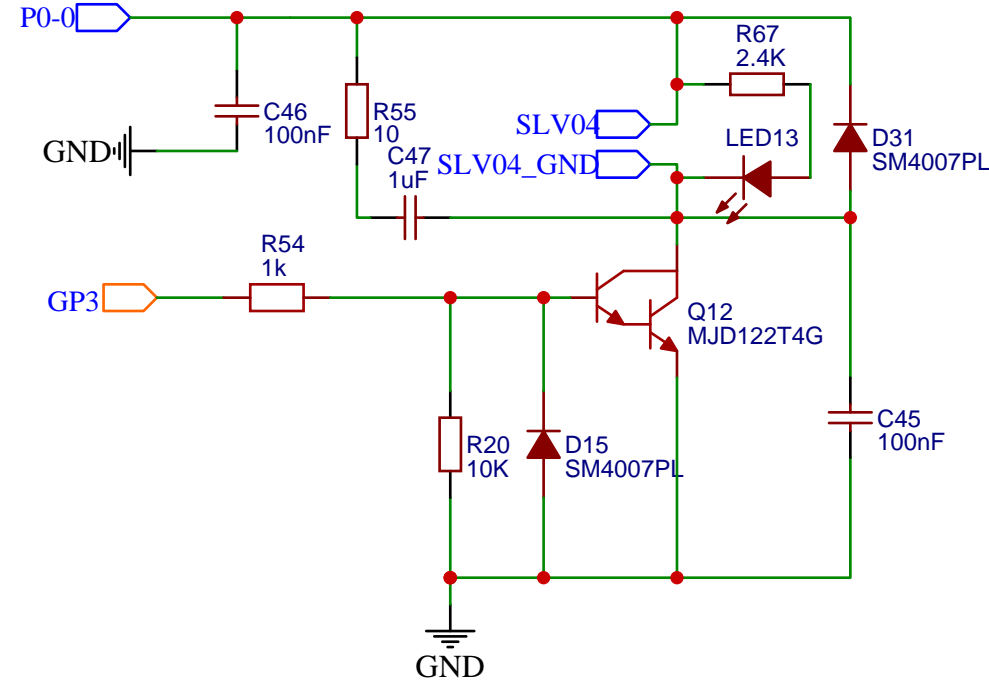 P0-0
R67
2.4K
C46
100nF
R55
10
SLV04
LED13
D31
SM4007PL
GND
C47
1uF
SLV04_GND
R54
1k
GP3
Q12
MJD122T4G
R20
10K
D15
SM4007PL
C45
100nF
GND